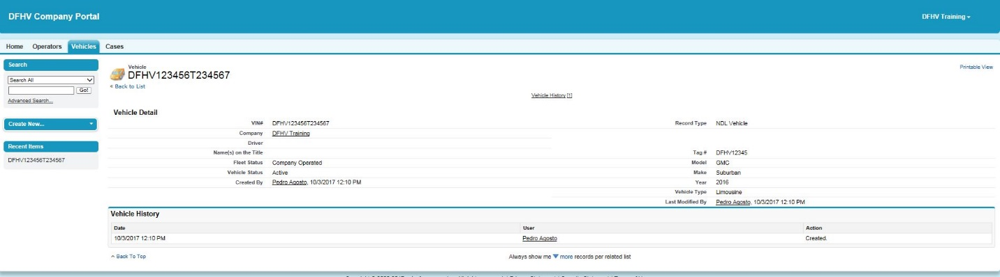 DFHV Company Portal
DFHV Training
Home Operators Vehicles Cases
Search
Search All
Go!
Advanced Search...
Create New...
Recent Items
DFHV123456T234567
Vehicle
DFHV123456T234567
« Back to List
Printable View
Vehicle History [1]
Vehicle Detail
VIN# DFHV123456T234567 Record Type NDL Vehicle
Company DFHV Training
Driver
Name(s) on the Title Tag # DFHV12345
Fleet Status Company Operated Model GMC
Vehicle Status Active Make Suburban
Created By Pedro Agosto, 10/3/2017 12:10 PM Year 2016
Vehicle Type Limousine
Last Modified By Pedro Agosto, 10/3/2017 12:10 PM
Vehicle History
Date User Action
10/3/2017 12:10 PM Pedro Agosto Created.
Back To Top Always show me more records per related list